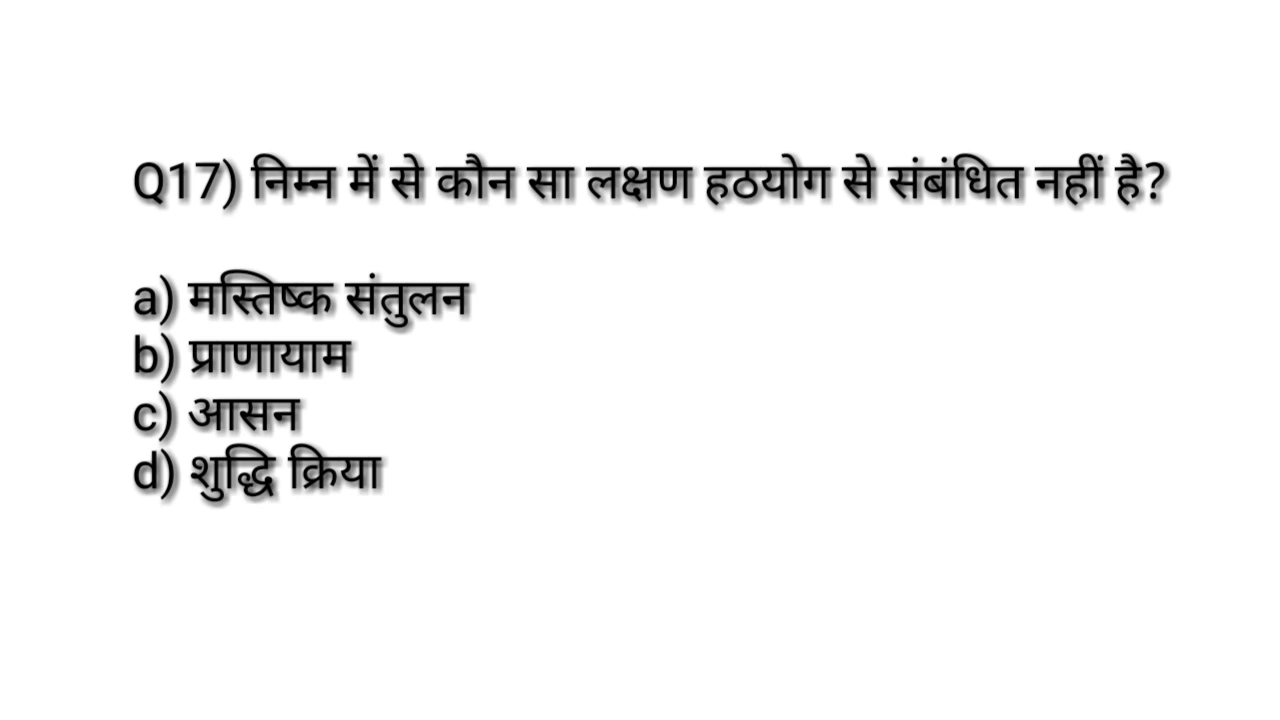 Q17) निम्न में से कौन सा लक्षण हठयोग से संबंधित नहीं है?
a) मस्तिष्क संतुलन
b) प्राणायाम
c) आसन
d) शुद्धि क्रिया